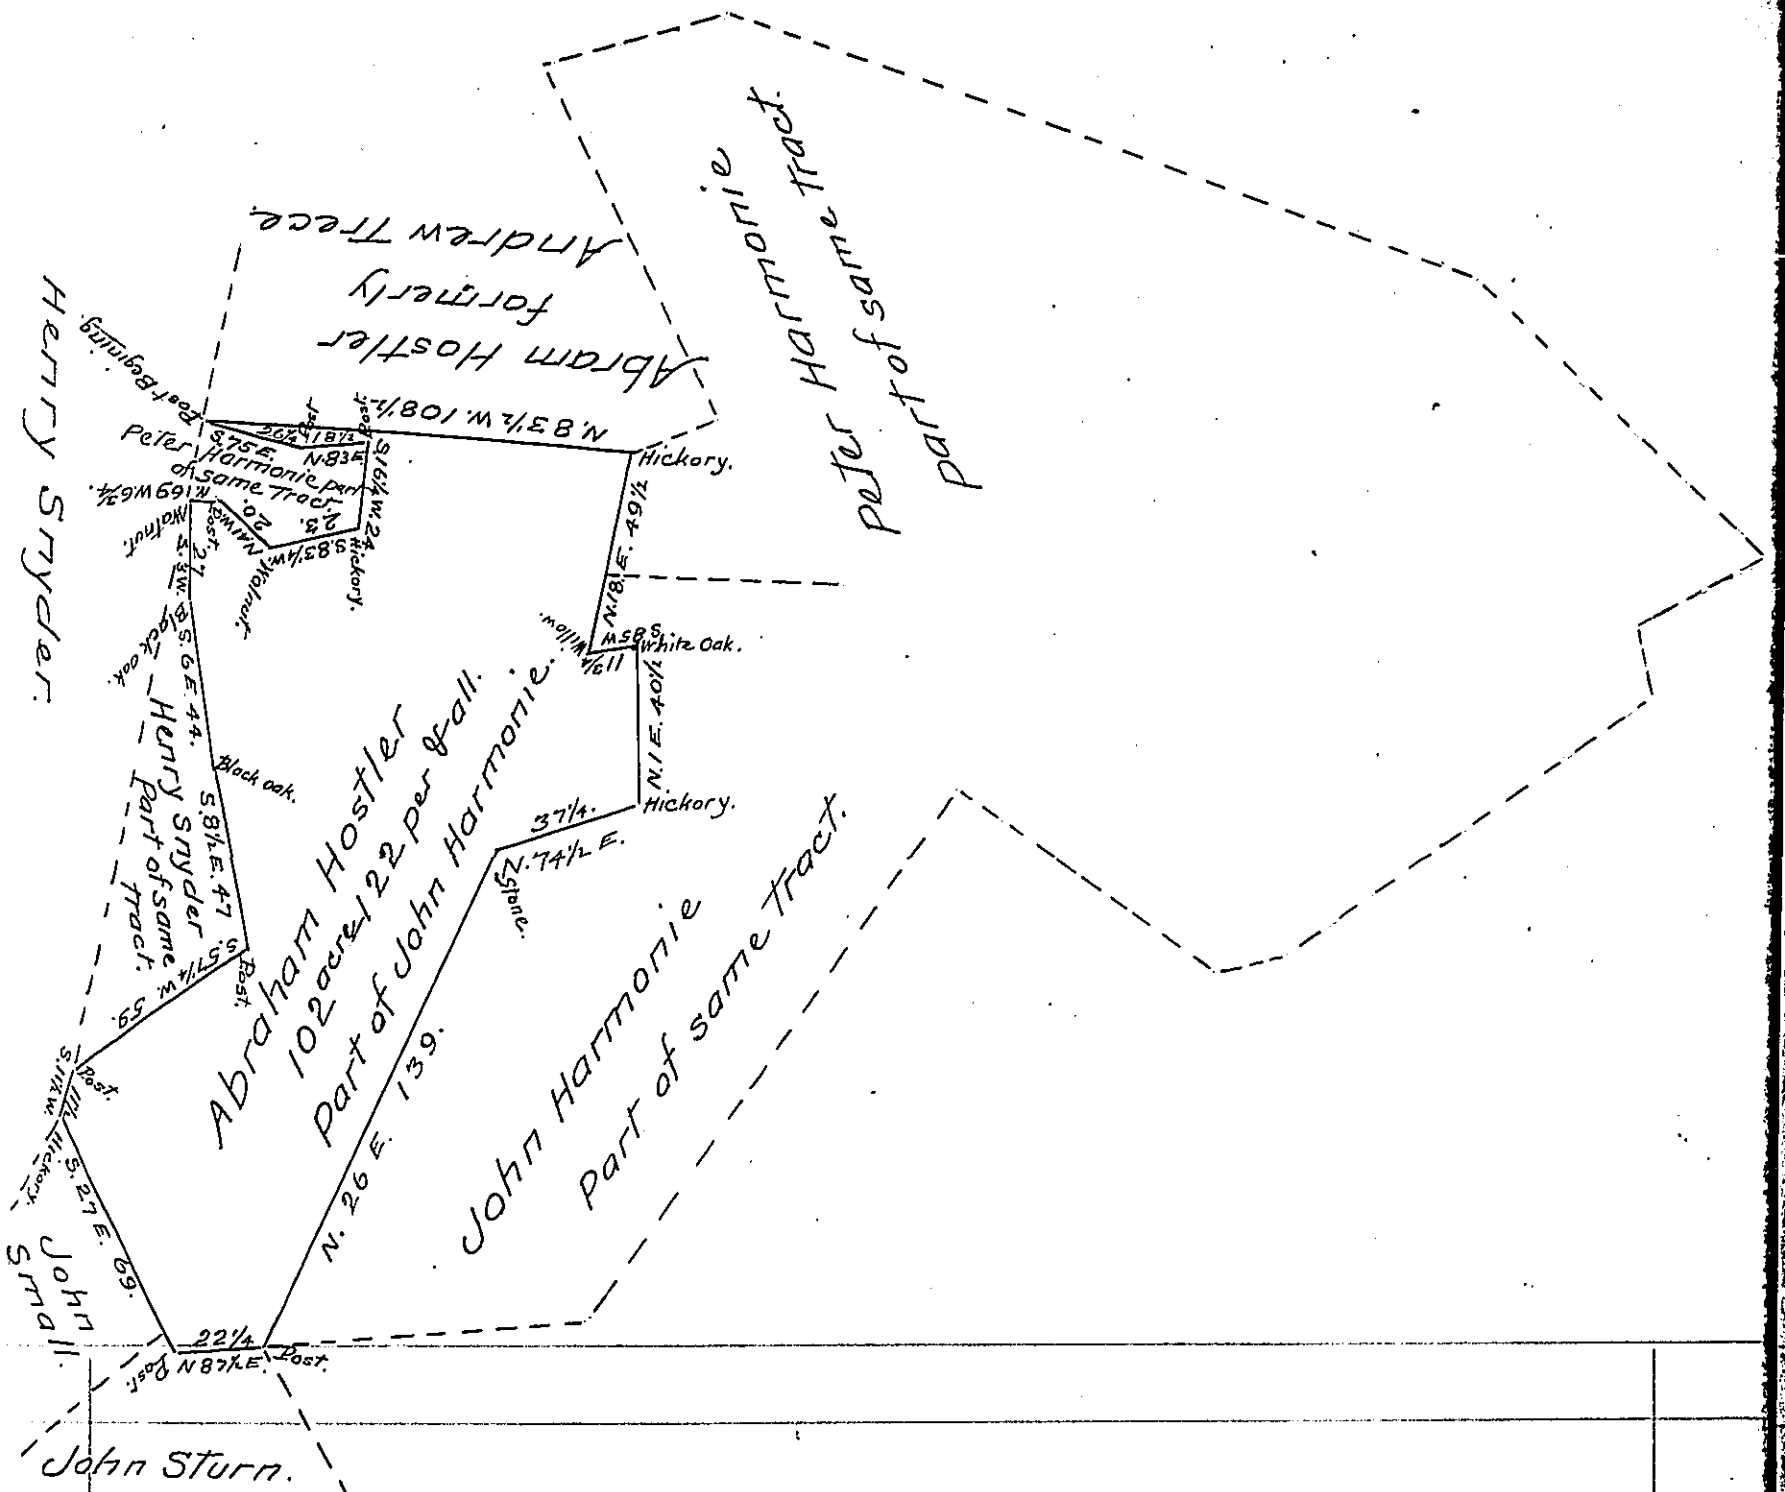 Peter Harmonie
part of same tract.
Andrew Trece
formerly
Abram Hostler
Henry Snyder.
Post Beginning.
N. 83 1/2 W. 108 1/2
Hickory.
S. 75 E. 26 1/2
Post
N. 83 E. 18 1/2
Post.
Peter Harmonie part
of same Tract.
S 16 1/4 W. 24
Hickory.
S. 83 1/4 W. 23.
Walnut.
N 41 W. 20.
Post.
N 69 W. 6 3/4.
Walnut.
S. 3 W. 27
Black oak.
S. 6 E. 44.
Black oak.
S. 8 1/2 E. 47
Post.
S. 57 1/4 W. 59.
Post.
S. 11 1/2 W. 11 1/2
Hickory.
S. 27 E. 69.
Post.
N 87 1/2 E. 22 1/4
Post.
N. 26 E. 139.
Stone.
N. 74 1/2 E. 37 1/4.
Hickory.
N. 1 E. 40 1/2
White Oak.
S 85 W 11 3/4
Willow.
N. 18 E. 49 1/2
Henry Snyder
Part of same
tract.
Abraham Hostler
102 acres 122 per & all.
Part of John Harmonie.
John Harmonie
Part of same tract.
John
Small.
John Sturn.